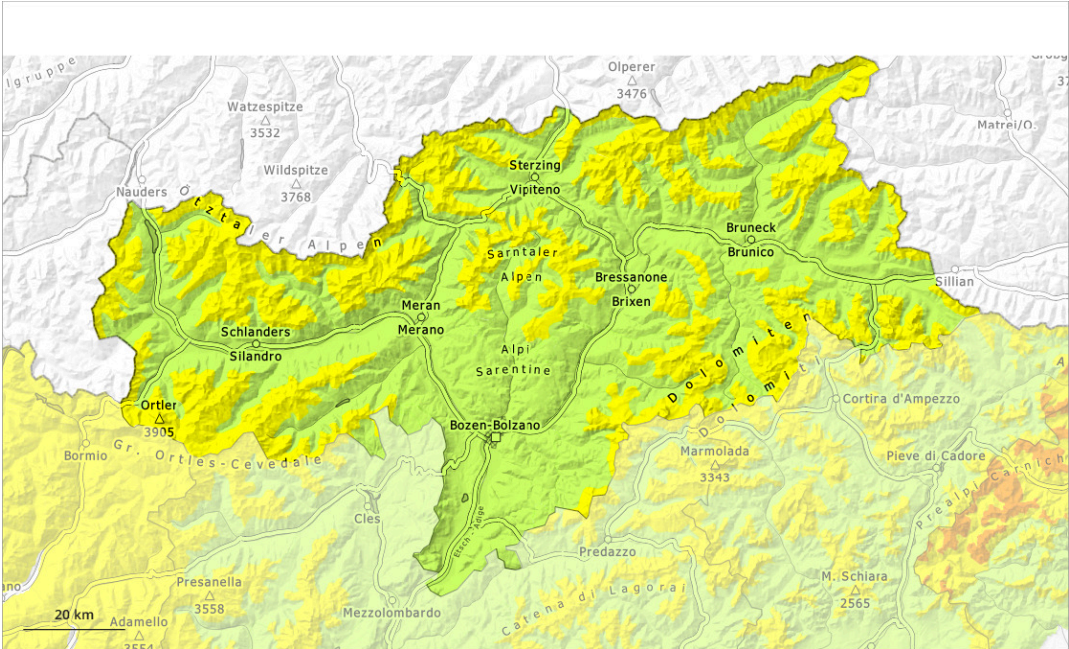 Olperer
3476
Watzespitze
3532
Matrei/O.
Wildspitze
3768
Sterzing
Vipiteno
Nauders
Ötztaler Alpen
Bruneck
Brunico
Sarntaler
Alpen
Bressanone
Brixen
Sillian
Meran
Merano
Schlanders
Silandro
Alpi
Sarentine
Dolomiten
Dolomiti
Ortler
3905
Cortina d'Ampezzo
Bozen-Bolzano
Gr. Ortles-Cevedale
Bormio
Marmolada
3343
Pieve di Cadore
Prealpi Carnich
Cles
Etsch - Adige
Predazzo
Presanella
3558
M. Schiara
2565
Catena di Lagorai
Mezzolombardo
20 km
Adamello
3554